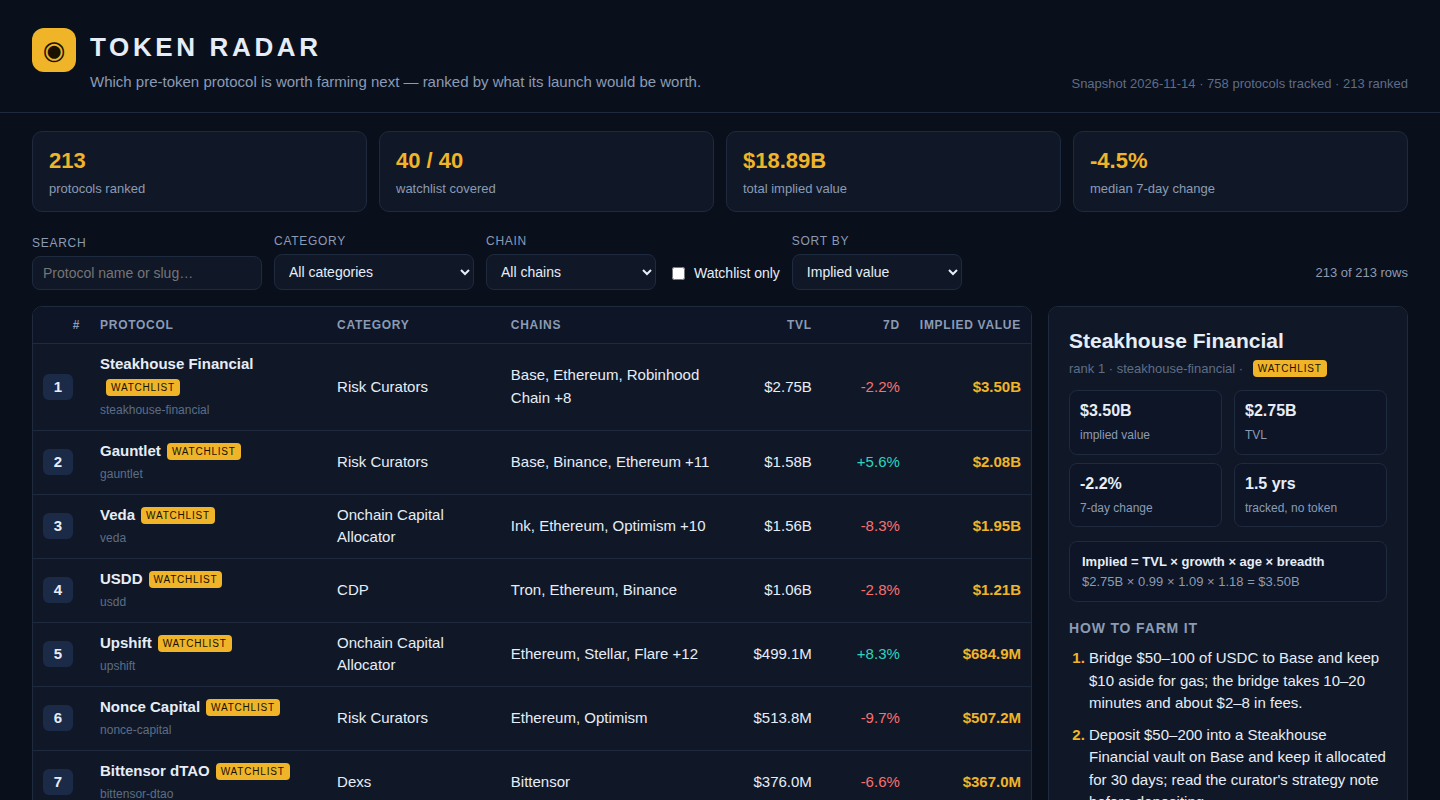 TOKEN RADAR
Which pre-token protocol is worth farming next — ranked by what its launch would be worth.
Snapshot 2026-11-14 · 758 protocols tracked · 213 ranked
213
protocols ranked
40 / 40
watchlist covered
$18.89B
total implied value
-4.5%
median 7-day change
SEARCH
Protocol name or slug…
CATEGORY
All categories
CHAIN
All chains
Watchlist only
SORT BY
Implied value
213 of 213 rows
# PROTOCOL CATEGORY CHAINS TVL 7D IMPLIED VALUE
1
Steakhouse Financial
WATCHLIST
steakhouse-financial
Risk Curators
Base, Ethereum, Robinhood
Chain +8
$2.75B
-2.2%
$3.50B
2
Gauntlet WATCHLIST
gauntlet
Risk Curators
Base, Binance, Ethereum +11
$1.58B
+5.6%
$2.08B
3
Veda WATCHLIST
veda
Onchain Capital
Allocator
Ink, Ethereum, Optimism +10
$1.56B
-8.3%
$1.95B
4
USDD WATCHLIST
usdd
CDP
Tron, Ethereum, Binance
$1.06B
-2.8%
$1.21B
5
Upshift WATCHLIST
upshift
Onchain Capital
Allocator
Ethereum, Stellar, Flare +12
$499.1M
+8.3%
$684.9M
6
Nonce Capital WATCHLIST
nonce-capital
Risk Curators
Ethereum, Optimism
$513.8M
-9.7%
$507.2M
7
Bittensor dTAO WATCHLIST
bittensor-dtao
Dexs
Bittensor
$376.0M
-6.6%
$367.0M
Steakhouse Financial
rank 1 · steakhouse-financial · WATCHLIST
$3.50B
implied value
$2.75B
TVL
-2.2%
7-day change
1.5 yrs
tracked, no token
Implied = TVL × growth × age × breadth
$2.75B × 0.99 × 1.09 × 1.18 = $3.50B
HOW TO FARM IT
1. Bridge $50–100 of USDC to Base and keep
$10 aside for gas; the bridge takes 10–20
minutes and about $2–8 in fees.
2. Deposit $50–200 into a Steakhouse
Financial vault on Base and keep it allocated
for 30 days; read the curator's strategy note
before depositing.